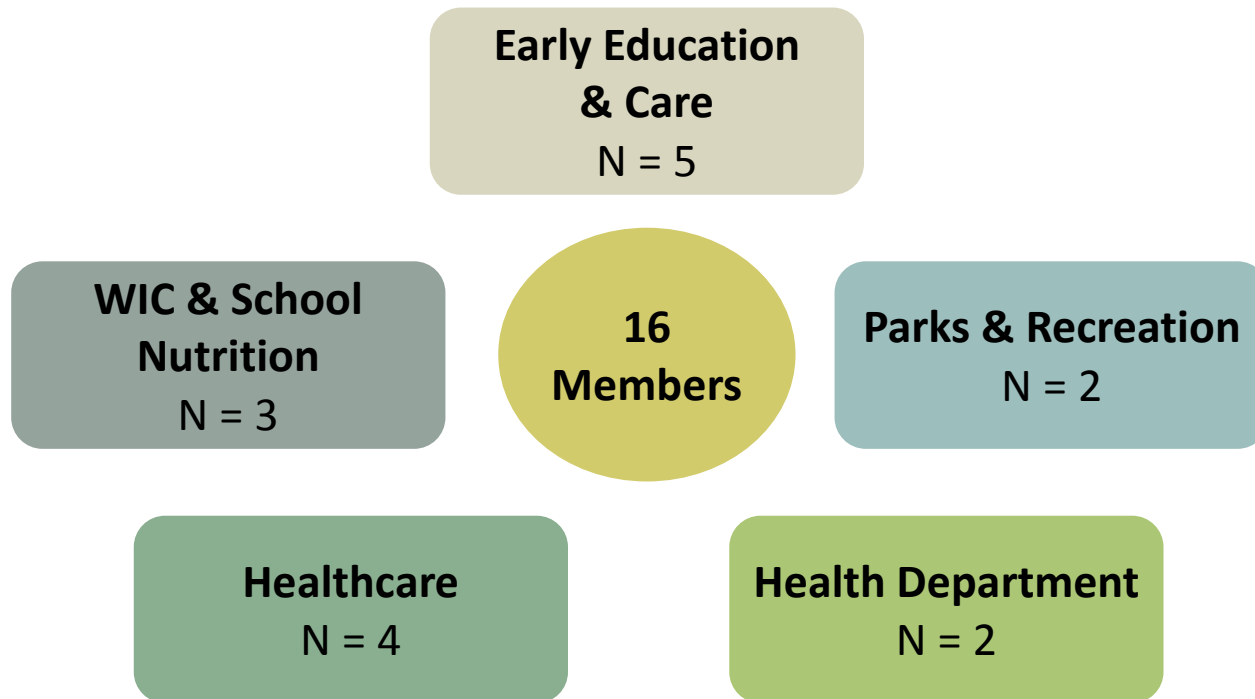 Early Education
& Care
N = 5
WIC & School
Nutrition
N = 3
16
Members
Parks & Recreation
N = 2
Healthcare
N = 4
Health Department
N = 2